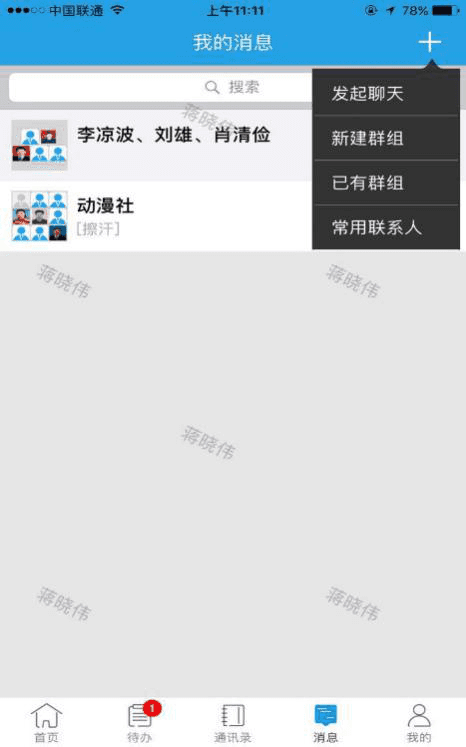 中国联通 上午11:11 78%
我的消息
搜索
发起聊天
新建群组
已有群组
常用联系人
李凉波、刘雄、肖清俭
动漫社
[擦汗]
蒋晓伟
蒋晓伟
蒋晓伟
蒋晓伟
蒋晓伟
蒋晓伟
1
首页 待办 通讯录 消息 我的